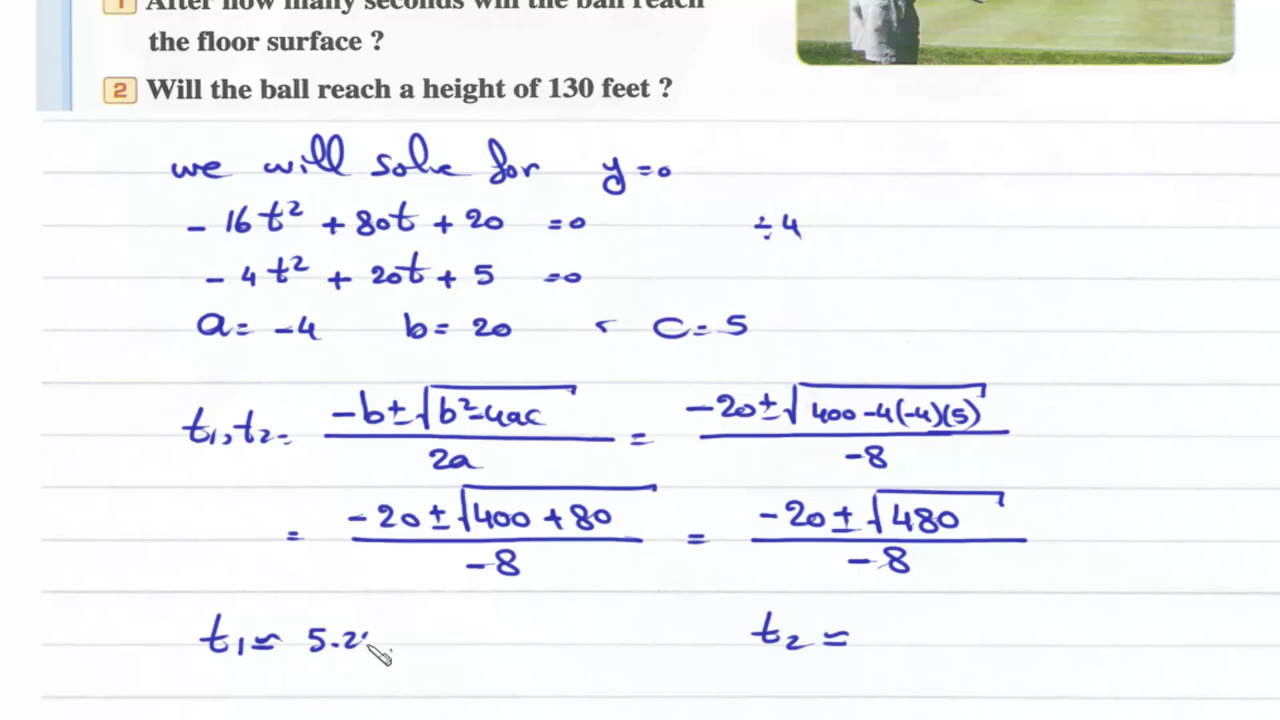 1 After how many seconds will the ball reach
the floor surface ?
2 Will the ball reach a height of 130 feet ?
we will solve for y=0
- 16t² + 80t + 20 =0 ÷4
- 4t² + 20t + 5 =0
a= -4 b= 20 , c= 5
t₁,t₂= (-b±√(b²-4ac))/(2a) = (-20±√(400-4(-4)(5)))/(-8)
= (-20±√(400+80))/(-8) = (-20±√480)/(-8)
t₁≃ 5.2 t₂ ≃